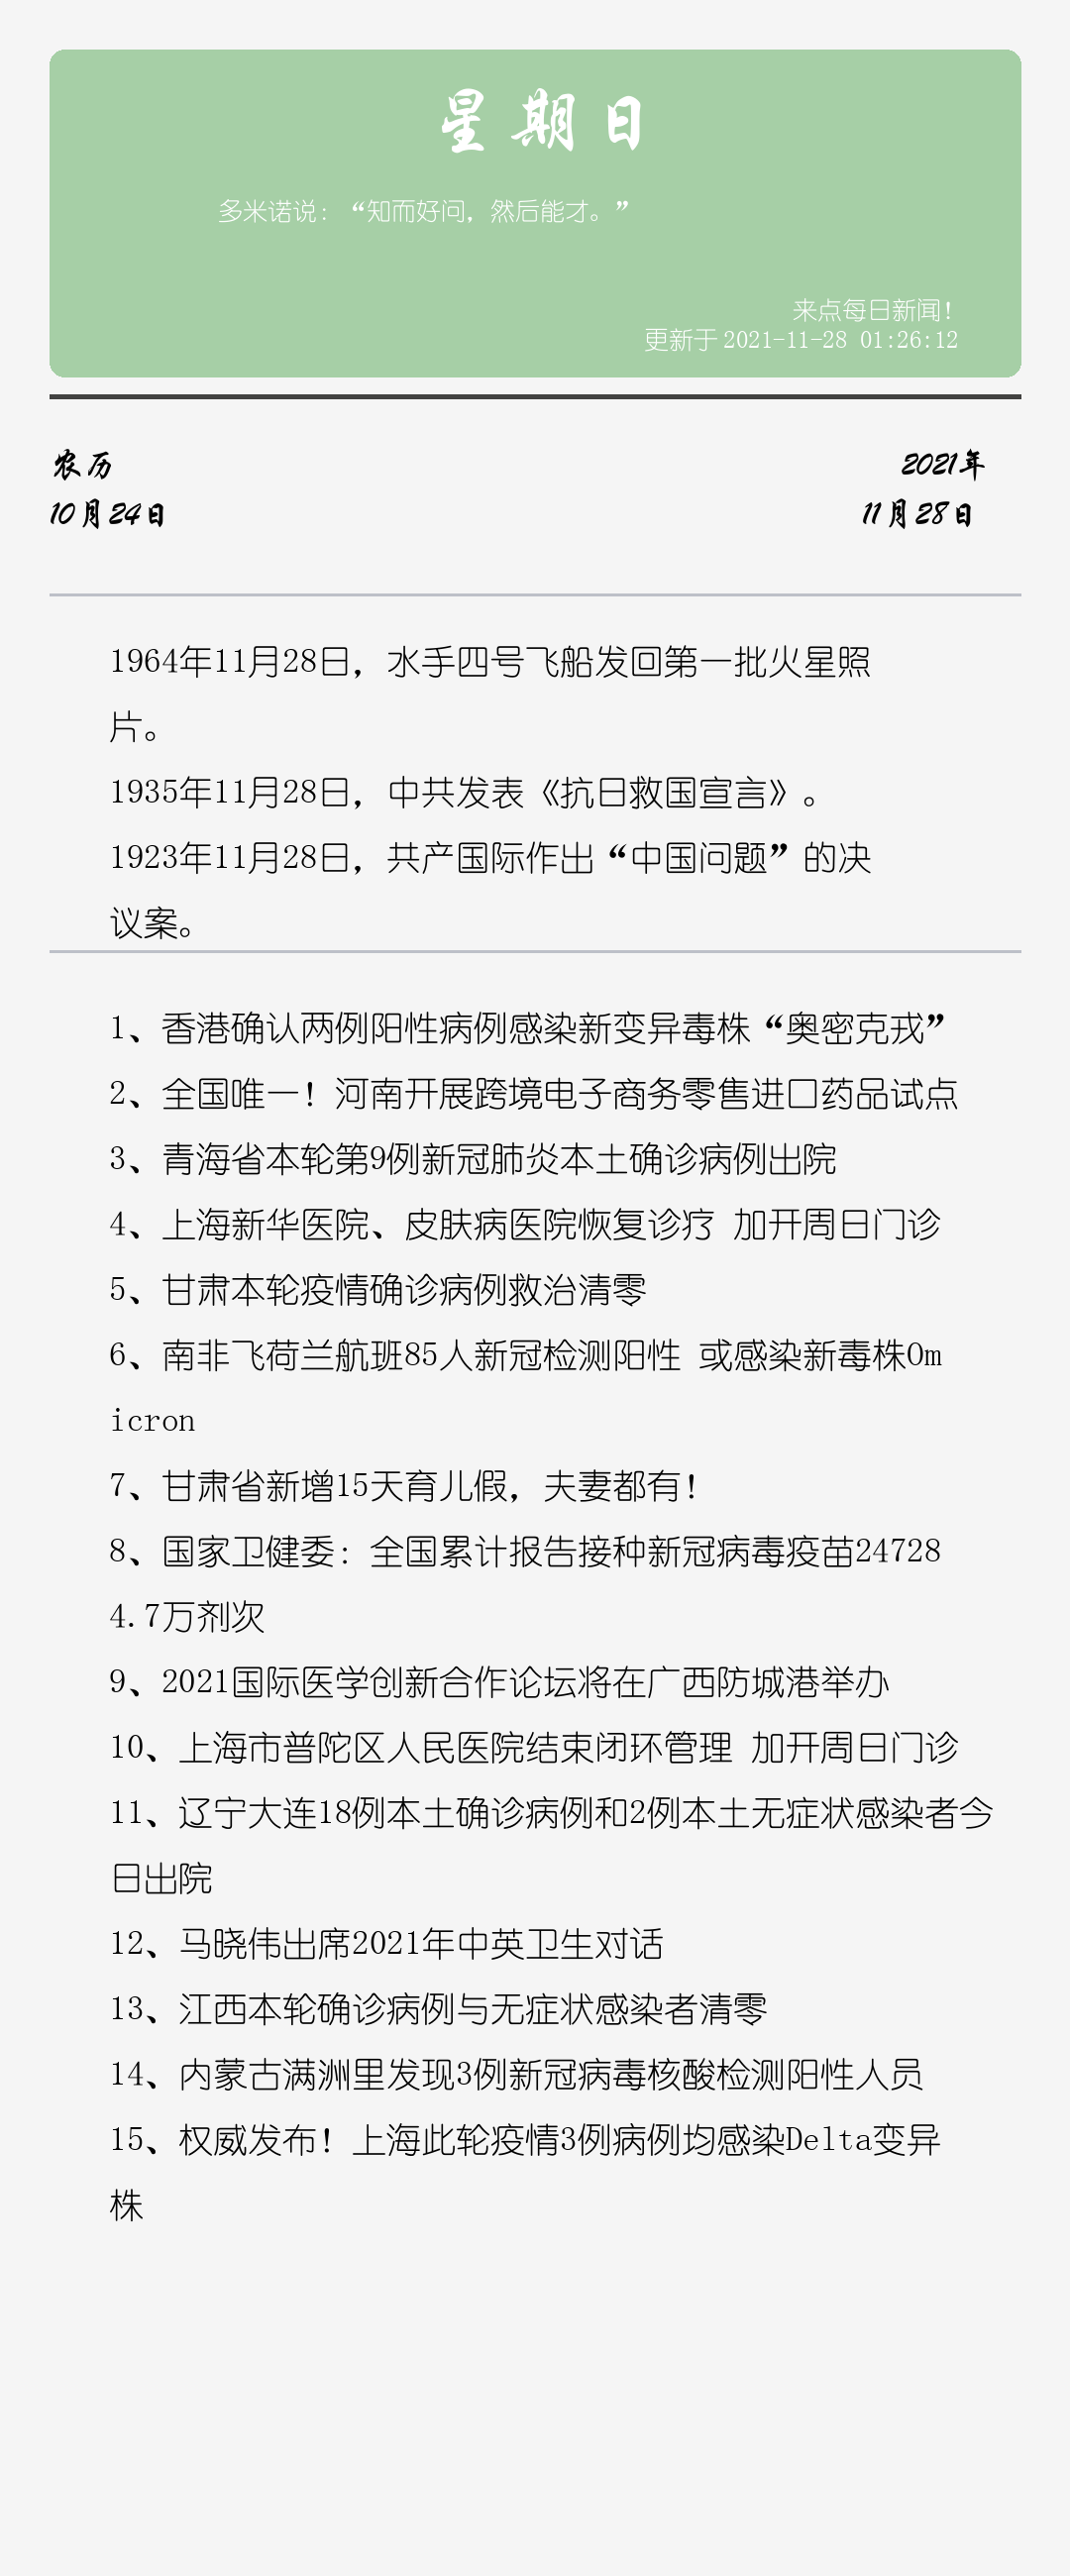 星期日
多米诺说：“知而好问，然后能才。”
来点每日新闻！
更新于 2021-11-28 01:26:12
农历
2021年
10月24日
11月28日
1964年11月28日，水手四号飞船发回第一批火星照
片。
1935年11月28日，中共发表《抗日救国宣言》。
1923年11月28日，共产国际作出“中国问题”的决
议案。
1、香港确认两例阳性病例感染新变异毒株“奥密克戎”
2、全国唯一！河南开展跨境电子商务零售进口药品试点
3、青海省本轮第9例新冠肺炎本土确诊病例出院
4、上海新华医院、皮肤病医院恢复诊疗 加开周日门诊
5、甘肃本轮疫情确诊病例救治清零
6、南非飞荷兰航班85人新冠检测阳性 或感染新毒株Om
icron
7、甘肃省新增15天育儿假，夫妻都有！
8、国家卫健委：全国累计报告接种新冠病毒疫苗24728
4.7万剂次
9、2021国际医学创新合作论坛将在广西防城港举办
10、上海市普陀区人民医院结束闭环管理 加开周日门诊
11、辽宁大连18例本土确诊病例和2例本土无症状感染者今
日出院
12、马晓伟出席2021年中英卫生对话
13、江西本轮确诊病例与无症状感染者清零
14、内蒙古满洲里发现3例新冠病毒核酸检测阳性人员
15、权威发布！上海此轮疫情3例病例均感染Delta变异
株